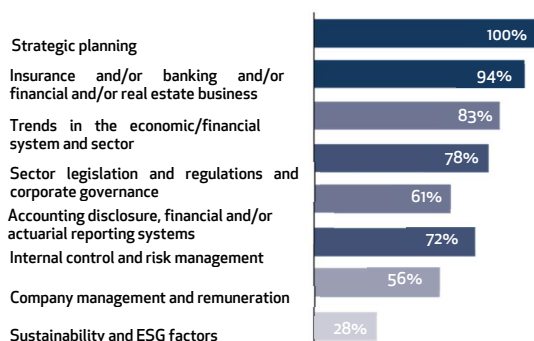 Strategic planning
100%
Insurance and/or banking and/or
financial and/or real estate business
94%
Trends in the economic/financial
system and sector
83%
Sector legislation and regulations and
corporate governance
78%
Accounting disclosure, financial and/or
actuarial reporting systems
61%
Internal control and risk management
72%
Company management and remuneration
56%
Sustainability and ESG factors
28%